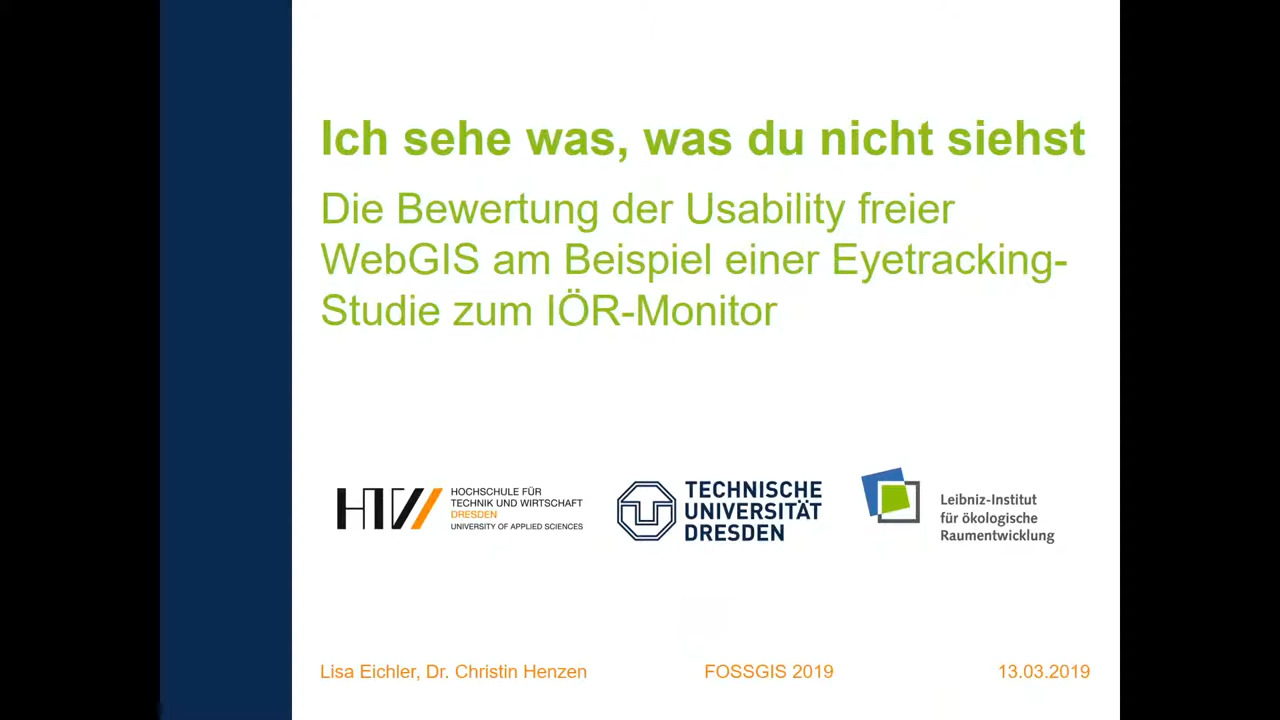 Ich sehe was, was du nicht siehst
Die Bewertung der Usability freier
WebGIS am Beispiel einer Eyetracking-
Studie zum IÖR-Monitor
HTW
HOCHSCHULE FÜR
TECHNIK UND WIRTSCHAFT
DRESDEN
UNIVERSITY OF APPLIED SCIENCES
TECHNISCHE
UNIVERSITÄT
DRESDEN
Leibniz-Institut
für ökologische
Raumentwicklung
Lisa Eichler, Dr. Christin Henzen
FOSSGIS 2019
13.03.2019